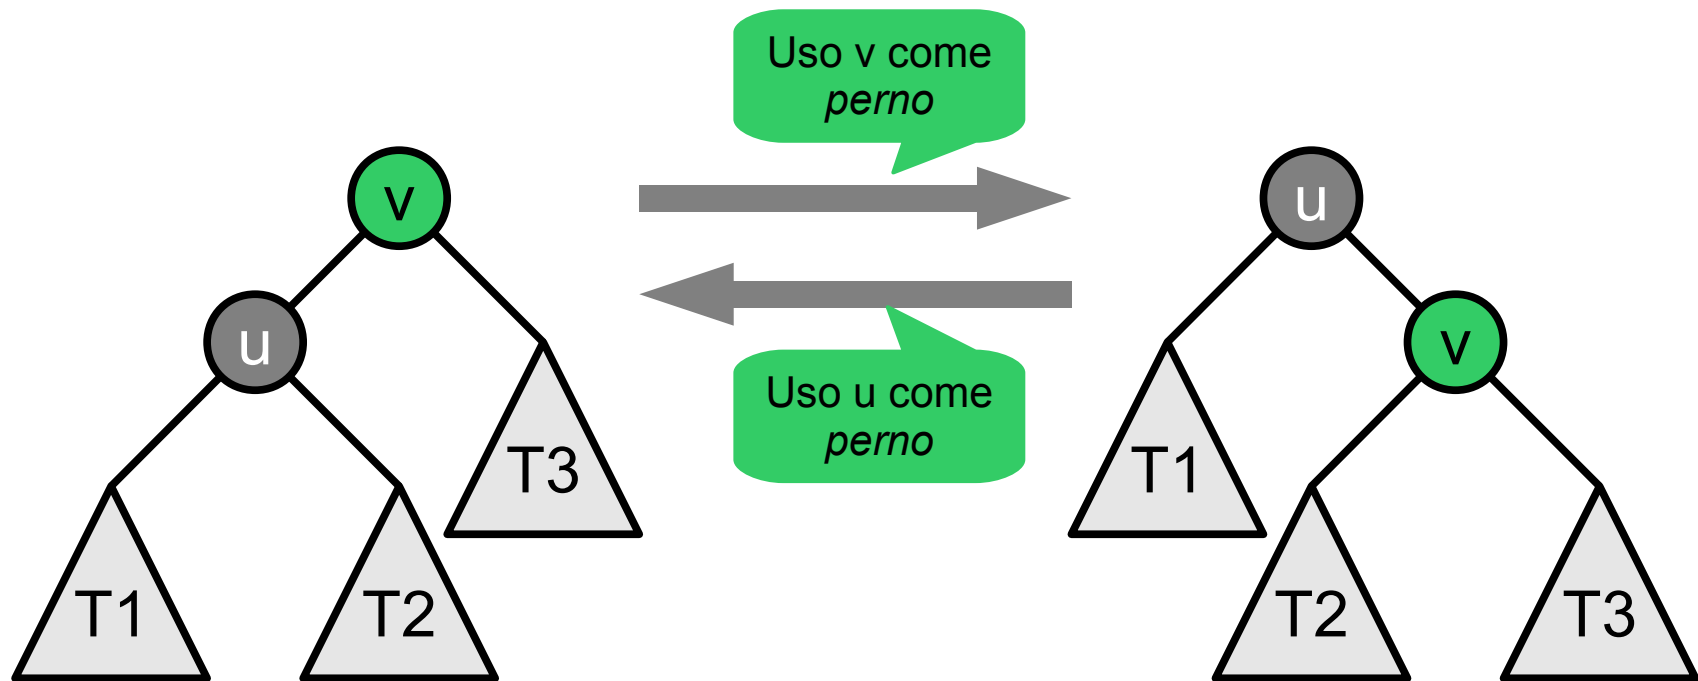 Uso v come
perno
v
u
T1
T2
T3
Uso u come
perno
u
v
T1
T2
T3